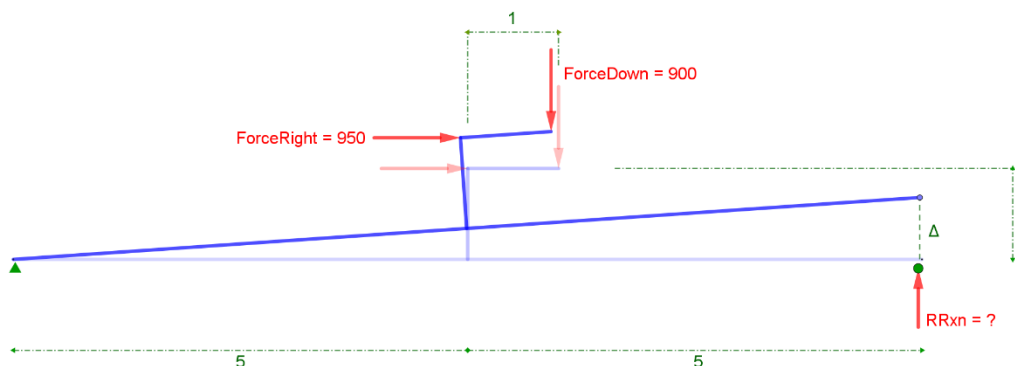 1
ForceDown = 900
ForceRight = 950
Δ
RRxn = ?
5
5